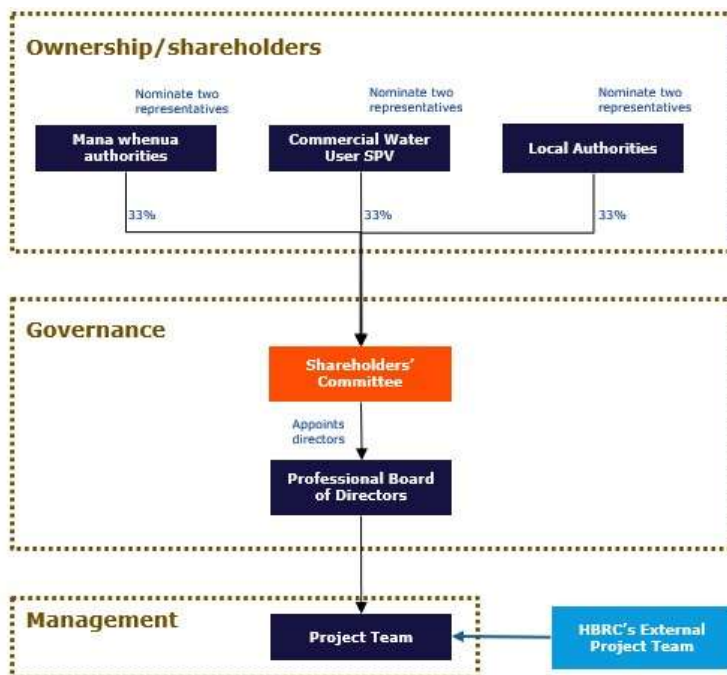 Ownership/shareholders
Nominate two
representatives
Nominate two
representatives
Nominate two
representatives
Mana whenua
authorities
Commercial Water
User SPV
Local Authorities
33%
33%
33%
Governance
Shareholders'
Committee
Appoints
directors
Professional Board
of Directors
Management
Project Team
HBRC's External
Project Team